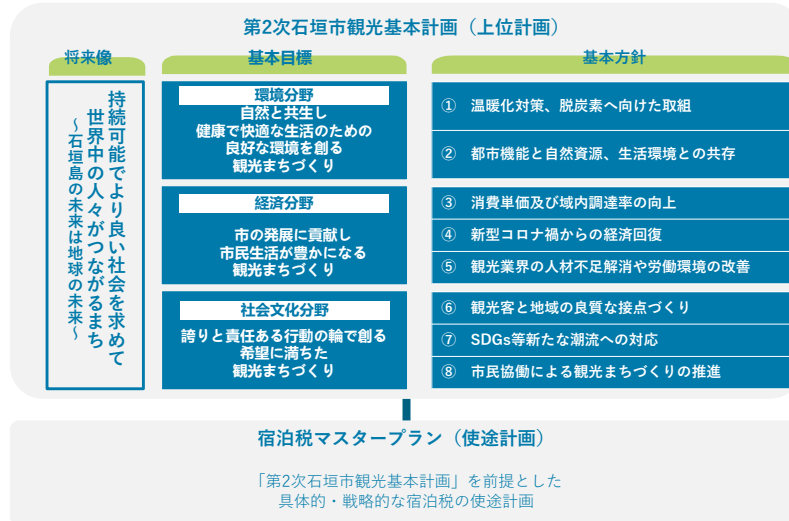 第2次石垣市観光基本計画（上位計画）
将来像
基本目標
基本方針
持続可能でより良い社会を求めて
世界中の人々がつながるまち
～石垣島の未来は地球の未来～
環境分野
自然と共生し
健康で快適な生活のための
良好な環境を創る
観光まちづくり
① 温暖化対策、脱炭素へ向けた取組
② 都市機能と自然資源、生活環境との共存
経済分野
市の発展に貢献し
市民生活が豊かになる
観光まちづくり
③ 消費単価及び域内調達率の向上
④ 新型コロナ禍からの経済回復
⑤ 観光業界の人材不足解消や労働環境の改善
社会文化分野
誇りと責任ある行動の輪で創る
希望に満ちた
観光まちづくり
⑥ 観光客と地域の良質な接点づくり
⑦ SDGs等新たな潮流への対応
⑧ 市民協働による観光まちづくりの推進
宿泊税マスタープラン（使途計画）
「第2次石垣市観光基本計画」を前提とした
具体的・戦略的な宿泊税の使途計画